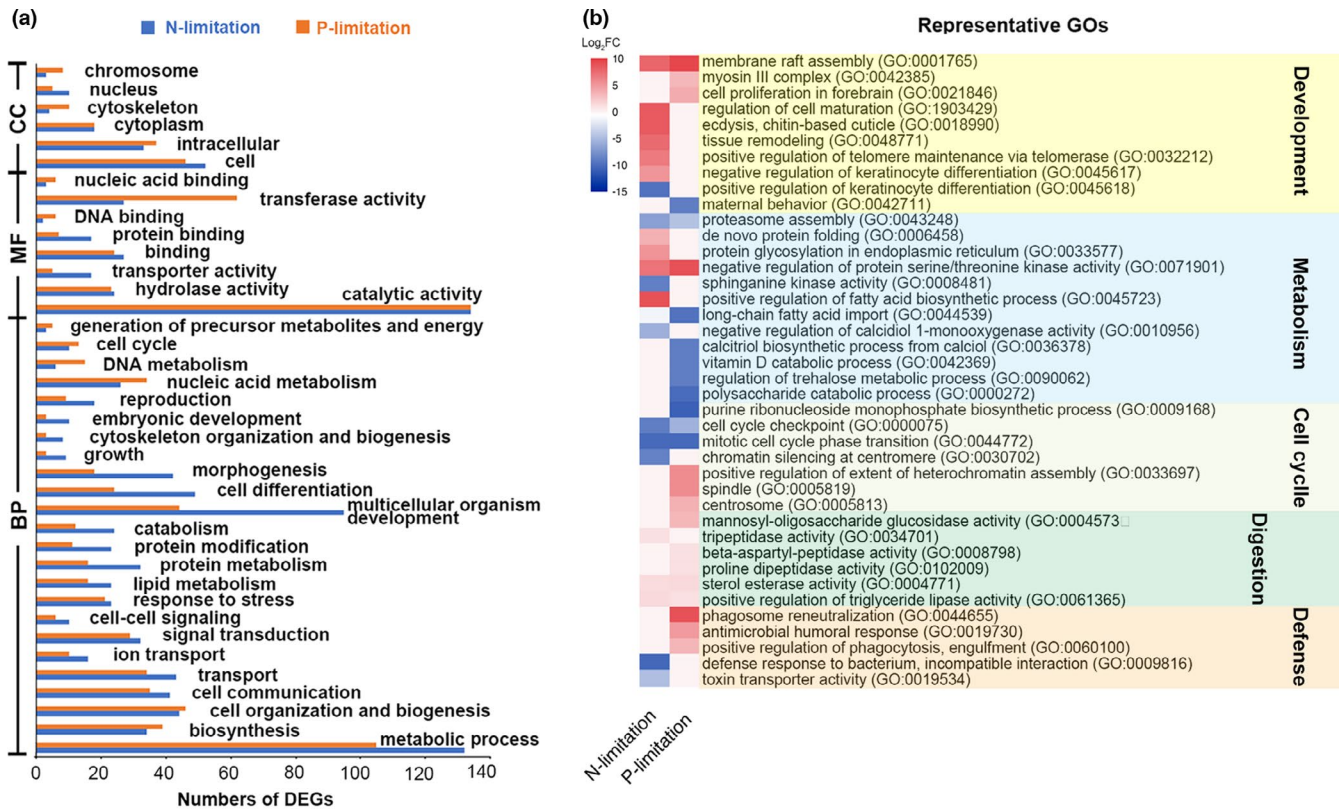 (a)
N-limitation
P-limitation
CC
MF
BP
chromosome
nucleus
cytoskeleton
cytoplasm
intracellular
cell
nucleic acid binding
transferase activity
DNA binding
protein binding
binding
transporter activity
hydrolase activity
catalytic activity
generation of precursor metabolites and energy
cell cycle
DNA metabolism
nucleic acid metabolism
reproduction
embryonic development
cytoskeleton organization and biogenesis
growth
morphogenesis
cell differentiation
multicellular organism
development
catabolism
protein modification
protein metabolism
lipid metabolism
response to stress
cell-cell signaling
signal transduction
ion transport
transport
cell communication
cell organization and biogenesis
biosynthesis
metabolic process
0 20 40 60 80 100 120 140
Numbers of DEGs
(b)
Representative GOs
Log₂FC
10
5
0
-5
-10
-15
membrane raft assembly (GO:0001765)
myosin III complex (GO:0042385)
cell proliferation in forebrain (GO:0021846)
regulation of cell maturation (GO:1903429)
ecdysis, chitin-based cuticle (GO:0018990)
tissue remodeling (GO:0048771)
positive regulation of telomere maintenance via telomerase (GO:0032212)
negative regulation of keratinocyte differentiation (GO:0045617)
positive regulation of keratinocyte differentiation (GO:0045618)
maternal behavior (GO:0042711)
Development
proteasome assembly (GO:0043248)
de novo protein folding (GO:0006458)
protein glycosylation in endoplasmic reticulum (GO:0033577)
negative regulation of protein serine/threonine kinase activity (GO:0071901)
sphinganine kinase activity (GO:0008481)
positive regulation of fatty acid biosynthetic process (GO:0045723)
long-chain fatty acid import (GO:0044539)
negative regulation of calcidiol 1-monooxygenase activity (GO:0010956)
calcitriol biosynthetic process from calciol (GO:0036378)
vitamin D catabolic process (GO:0042369)
regulation of trehalose metabolic process (GO:0090062)
polysaccharide catabolic process (GO:0000272)
Metabolism
purine ribonucleoside monophosphate biosynthetic process (GO:0009168)
cell cycle checkpoint (GO:0000075)
mitotic cell cycle phase transition (GO:0044772)
chromatin silencing at centromere (GO:0030702)
positive regulation of extent of heterochromatin assembly (GO:0033697)
spindle (GO:0005819)
centrosome (GO:0005813)
Cell cyclle
mannosyl-oligosaccharide glucosidase activity (GO:0004573□
tripeptidase activity (GO:0034701)
beta-aspartyl-peptidase activity (GO:0008798)
proline dipeptidase activity (GO:0102009)
sterol esterase activity (GO:0004771)
positive regulation of triglyceride lipase activity (GO:0061365)
Digestion
phagosome reneutralization (GO:0044655)
antimicrobial humoral response (GO:0019730)
positive regulation of phagocytosis, engulfment (GO:0060100)
defense response to bacterium, incompatible interaction (GO:0009816)
toxin transporter activity (GO:0019534)
Defense
N-limitation
P-limitation